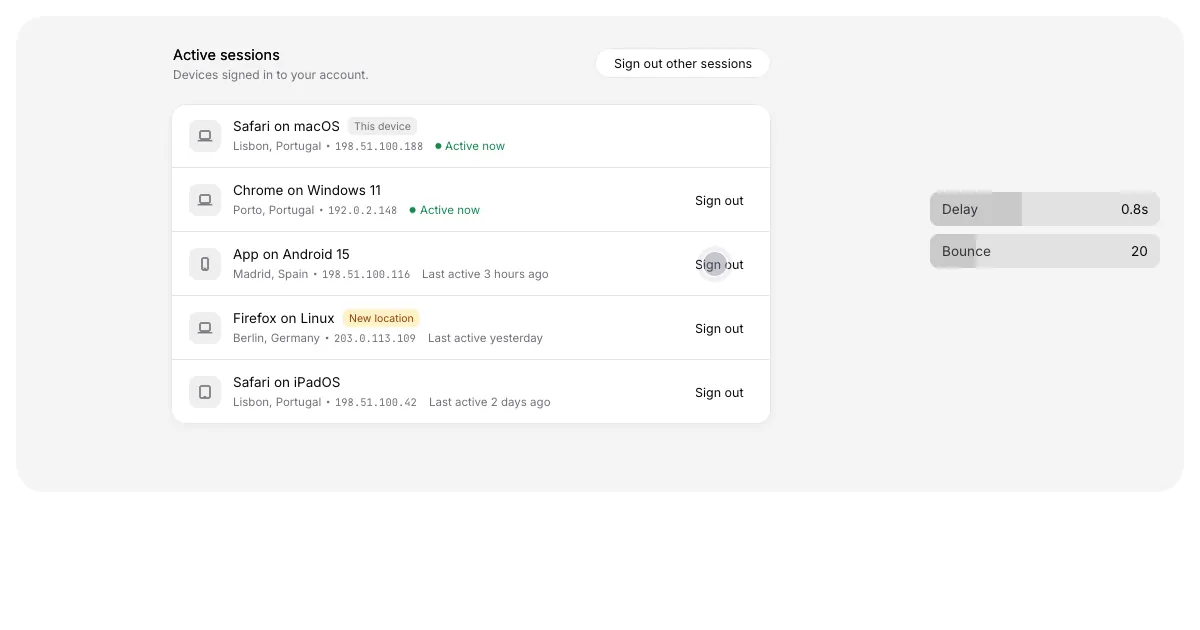 Active sessions
Devices signed in to your account.
Sign out other sessions
Safari on macOS This device
Lisbon, Portugal • 198.51.100.188 Active now
Chrome on Windows 11
Porto, Portugal • 192.0.2.148 Active now
Sign out
App on Android 15
Madrid, Spain • 198.51.100.116 Last active 3 hours ago
Sign out
Firefox on Linux New location
Berlin, Germany • 203.0.113.109 Last active yesterday
Sign out
Safari on iPadOS
Lisbon, Portugal • 198.51.100.42 Last active 2 days ago
Sign out
Delay 0.8s
Bounce 20